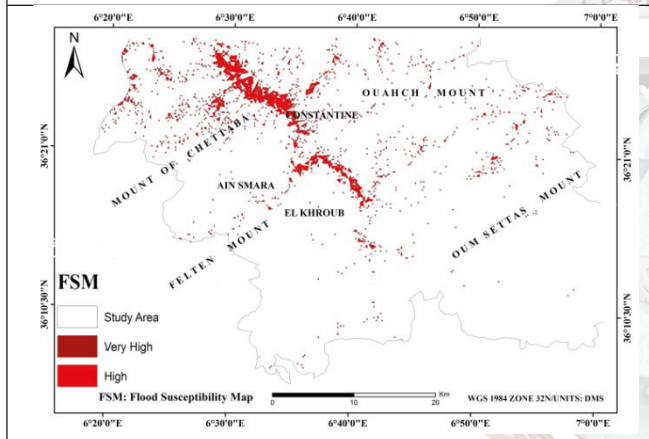 6°20'0"E 6°30'0"E 6°40'0"E 6°50'0"E 7°0'0"E
N
OUAHCH MOUNT
CONSTANTINE
36°21'0"N
36°21'0"N
MOUNT OF CHETTABA
AIN SMARA
EL KHROUB
OUM SETTAS MOUNT
FELTEN MOUNT
FSM
36°10'30"N
36°10'30"N
Study Area
Very High
High
Km
0 10 20
FSM: Flood Susceptibility Map
WGS 1984 ZONE 32N/UNITS: DMS
6°20'0"E 6°30'0"E 6°40'0"E 6°50'0"E 7°0'0"E